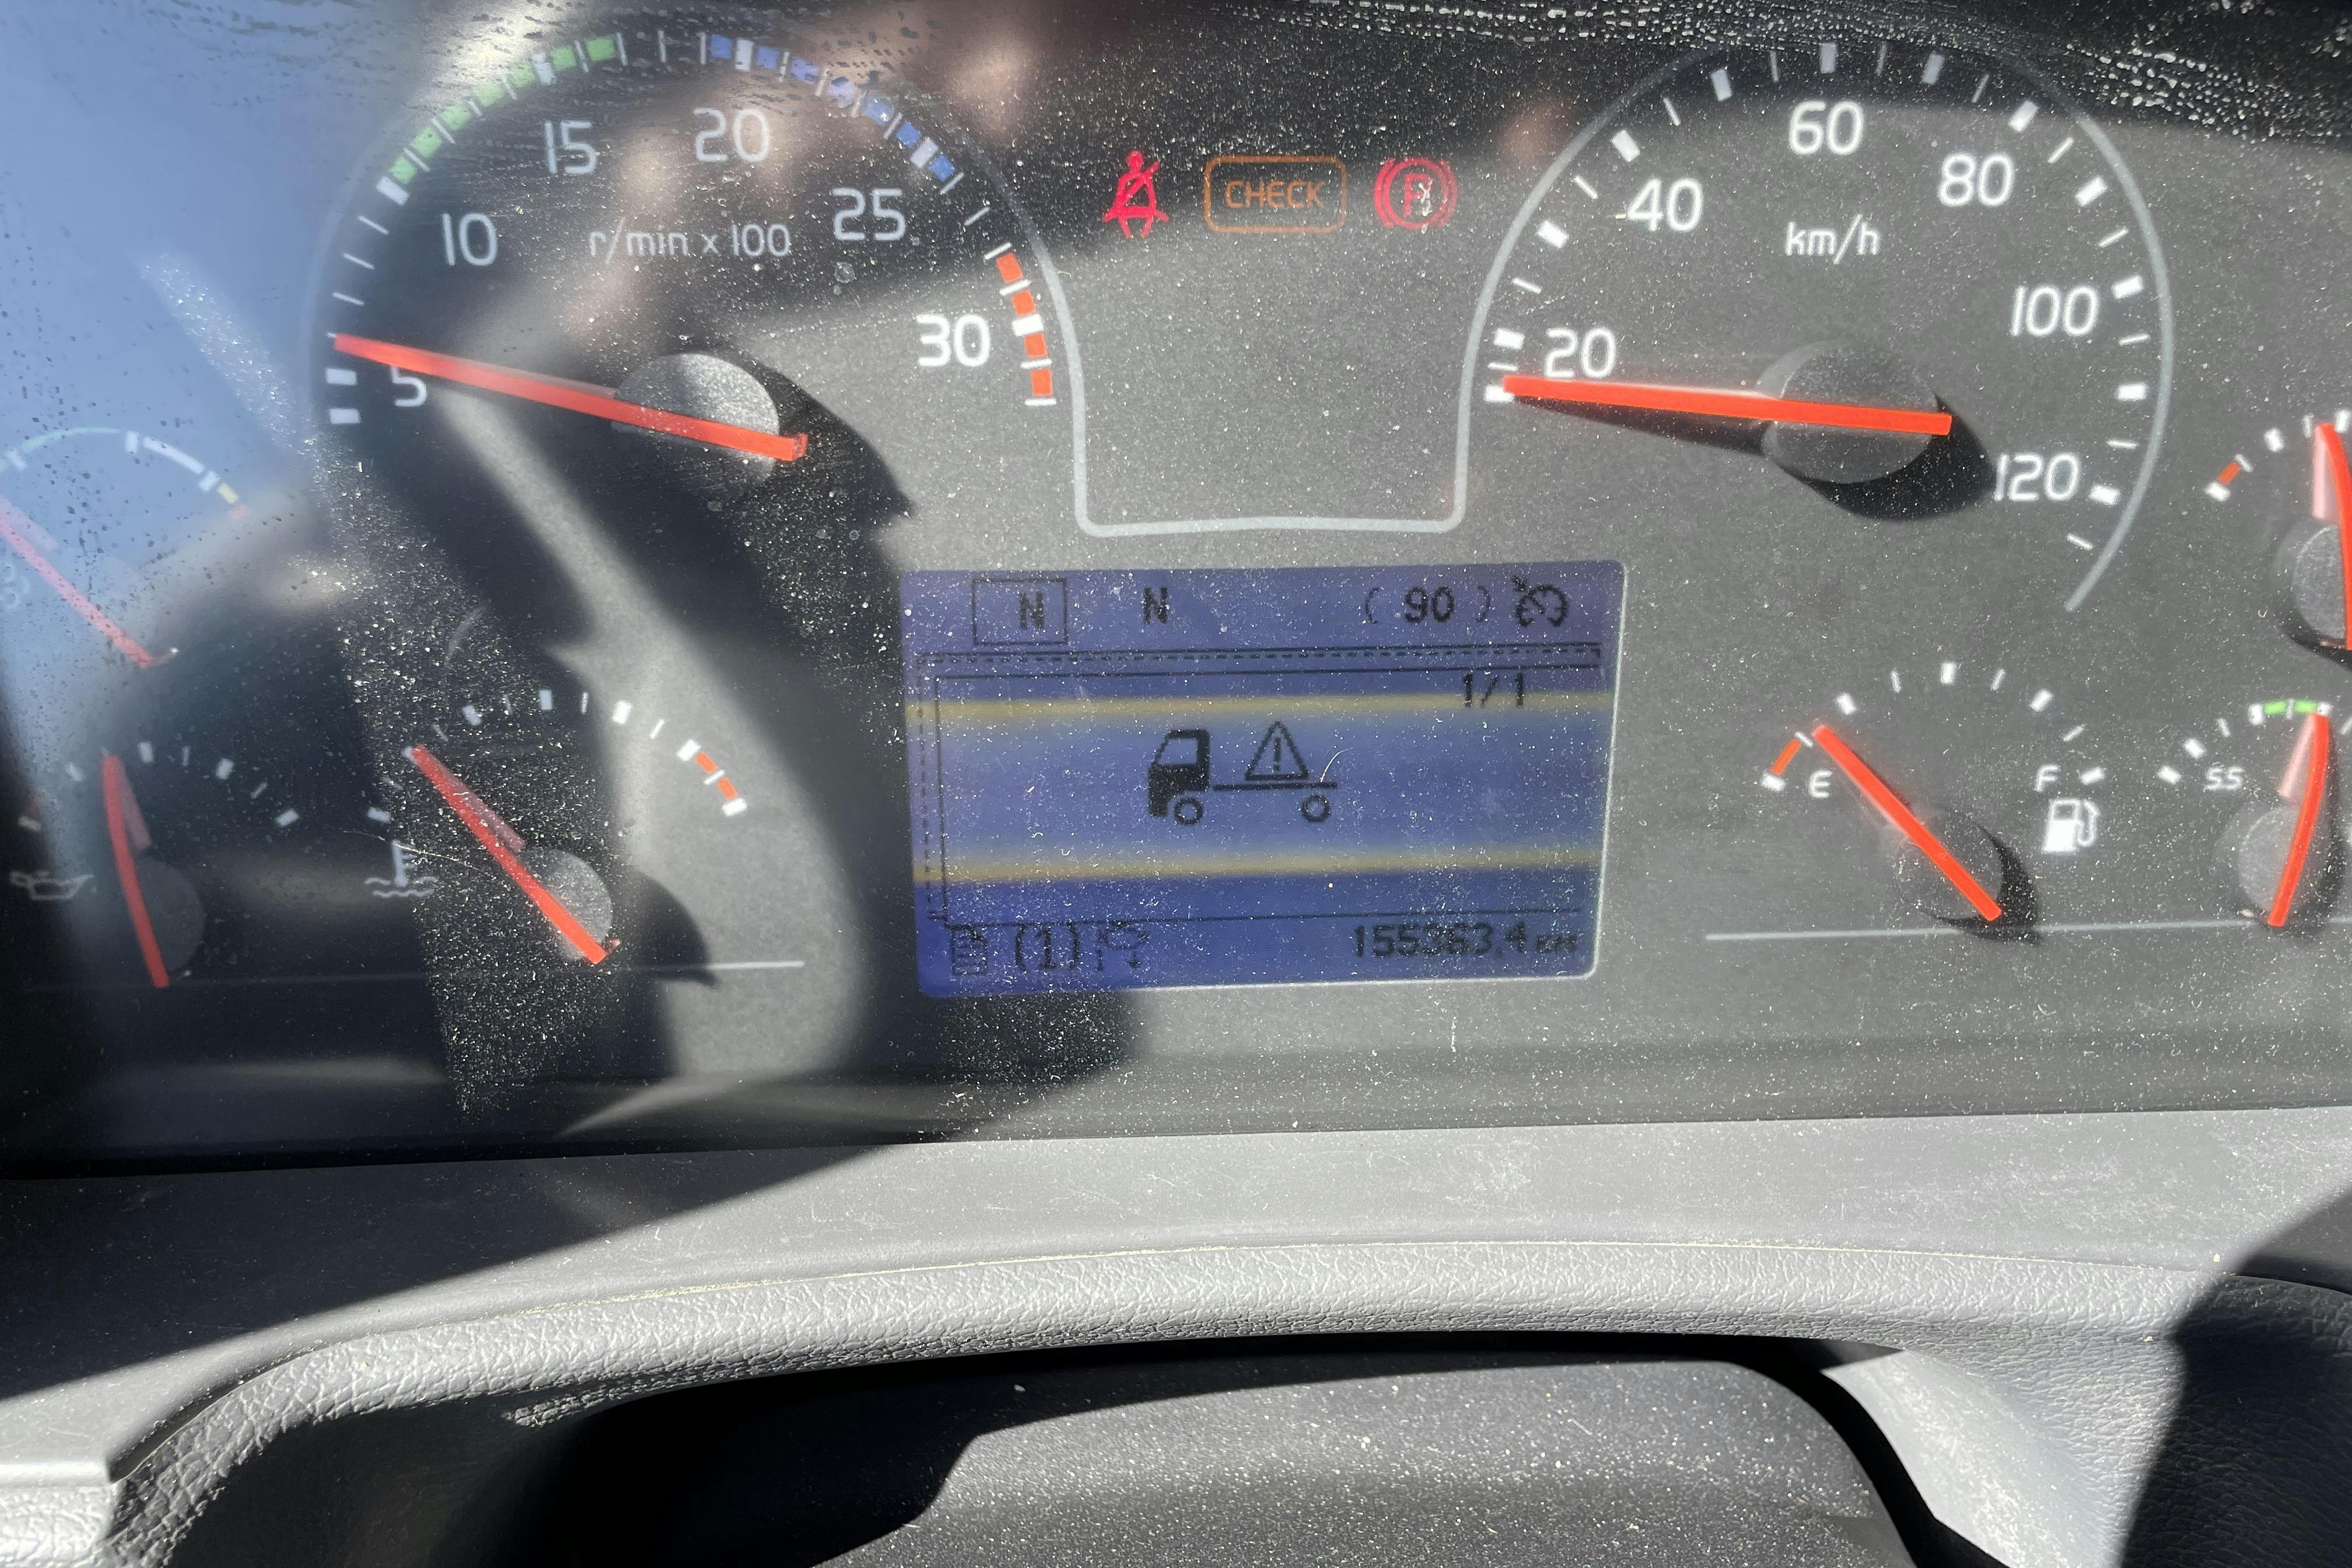 15 20
10 r/min x 100 25
5 30
CHECK
P
60
40 80
km/h
20 100
120
N N ( 90 )
1/1
E F
(1) 155363.4 km